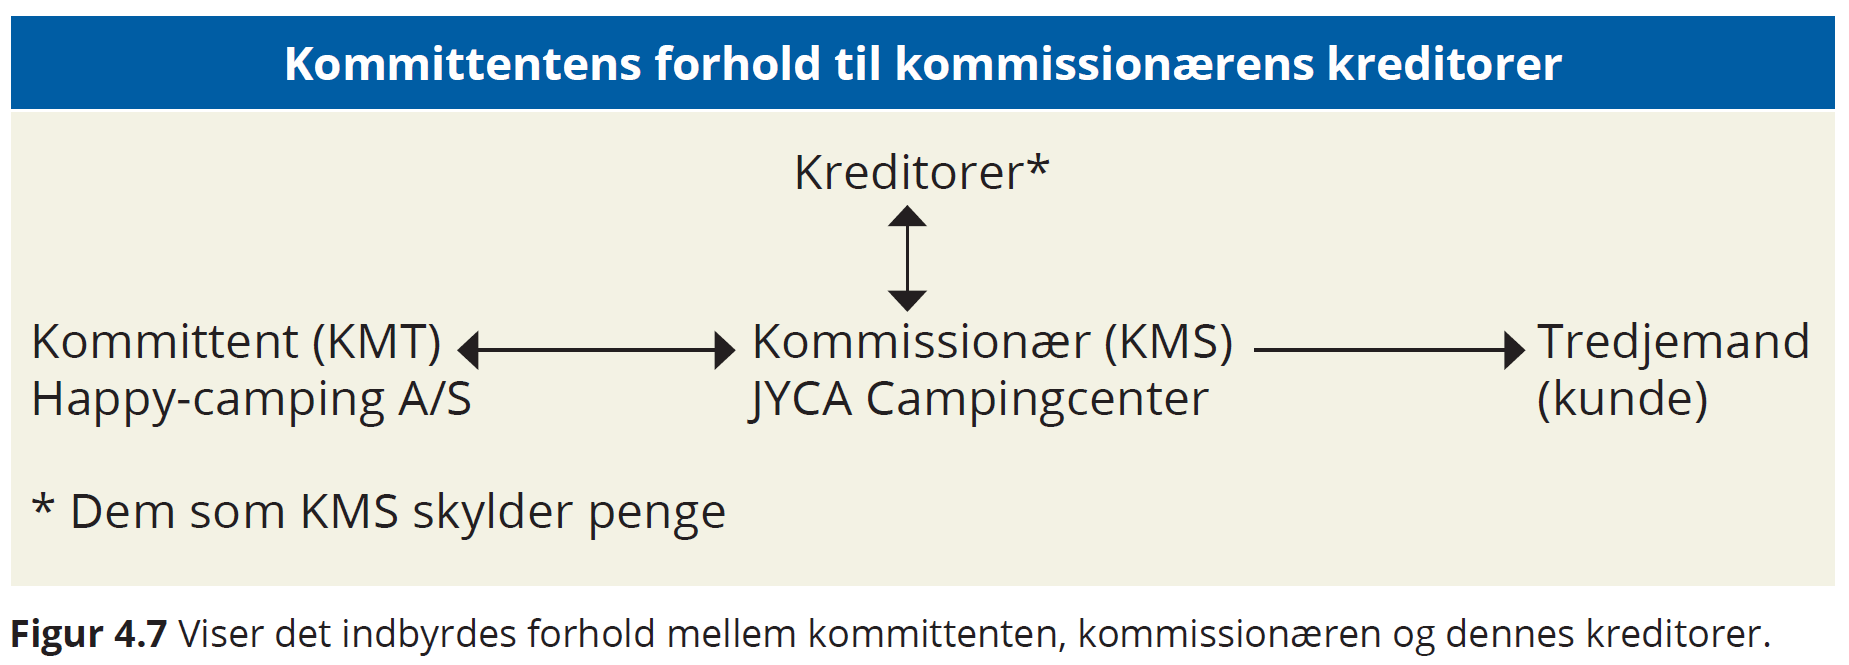 Kommittentens forhold til kommissionærens kreditorer
Kreditorer*
Kommittent (KMT)
Happy-camping A/S
Kommissionær (KMS)
JYCA Campingcenter
Tredjemand
(kunde)
* Dem som KMS skylder penge
Figur 4.7 Viser det indbyrdes forhold mellem kommittenten, kommissionæren og dennes kreditorer.